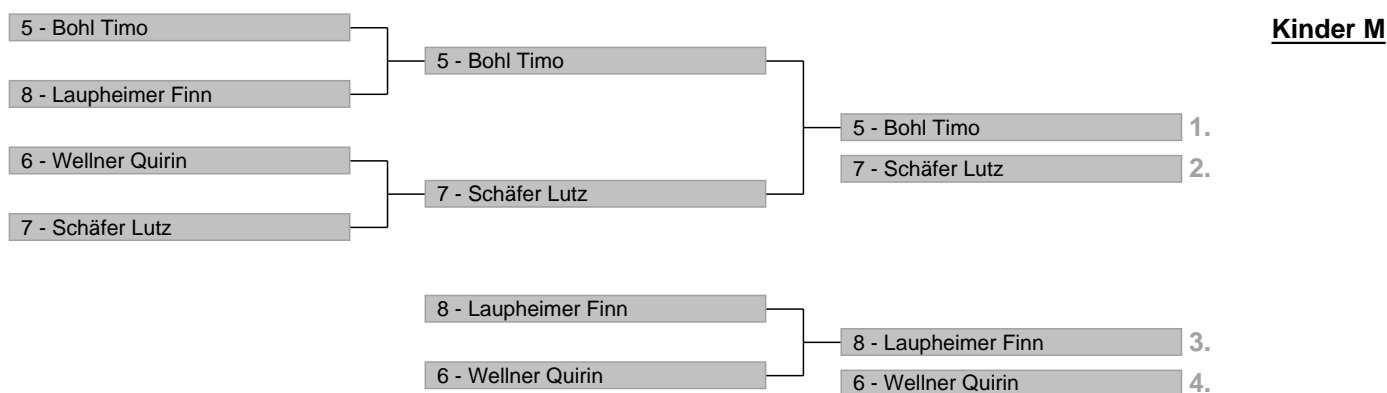 Kinder M
5 - Bohl Timo
8 - Laupheimer Finn
6 - Wellner Quirin
7 - Schäfer Lutz
5 - Bohl Timo
7 - Schäfer Lutz
5 - Bohl Timo 1.
7 - Schäfer Lutz 2.
8 - Laupheimer Finn
6 - Wellner Quirin
8 - Laupheimer Finn 3.
6 - Wellner Quirin 4.